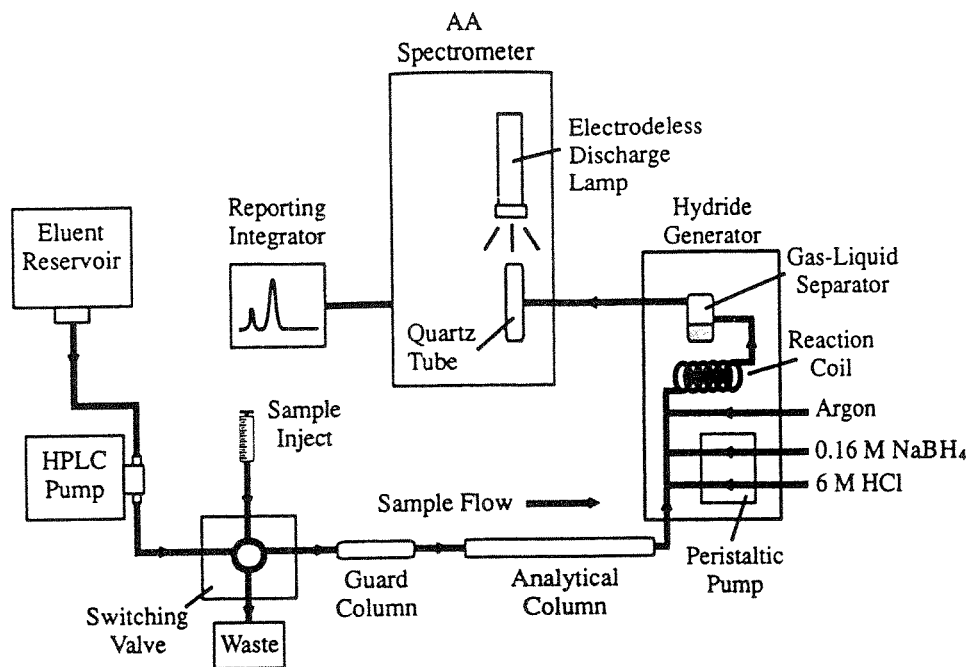 AA
Spectrometer
Electrodeless
Discharge
Lamp
Reporting
Integrator
Hydride
Generator
Eluent
Reservoir
Gas-Liquid
Separator
Quartz
Tube
Reaction
Coil
Sample
Inject
Argon
HPLC
Pump
0.16 M NaBH₄
6 M HCl
Sample Flow
Peristaltic
Pump
Guard
Column
Analytical
Column
Switching
Valve
Waste